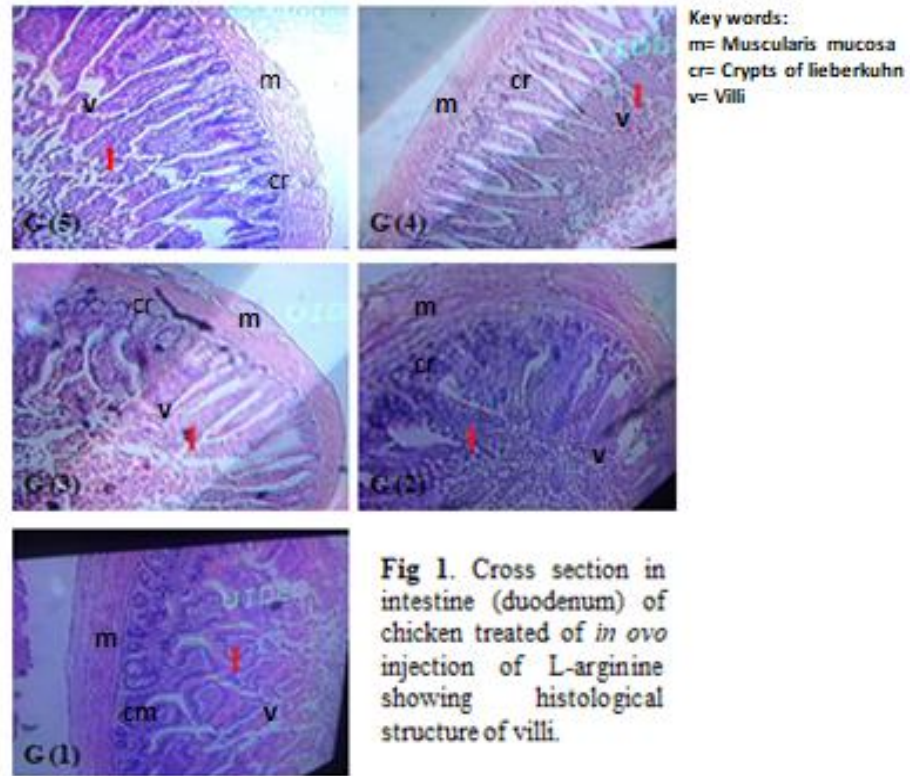 Key words:
m= Muscularis mucosa
cr= Crypts of lieberkuhn
v= Villi
m
v
cr
G (5)
cr
m
v
G (4)
cr
m
v
G (3)
m
cr
v
G (2)
m
cm
v
G (1)
Fig 1. Cross section in
intestine (duodenum) of
chicken treated of in ovo
injection of L-arginine
showing histological
structure of villi.